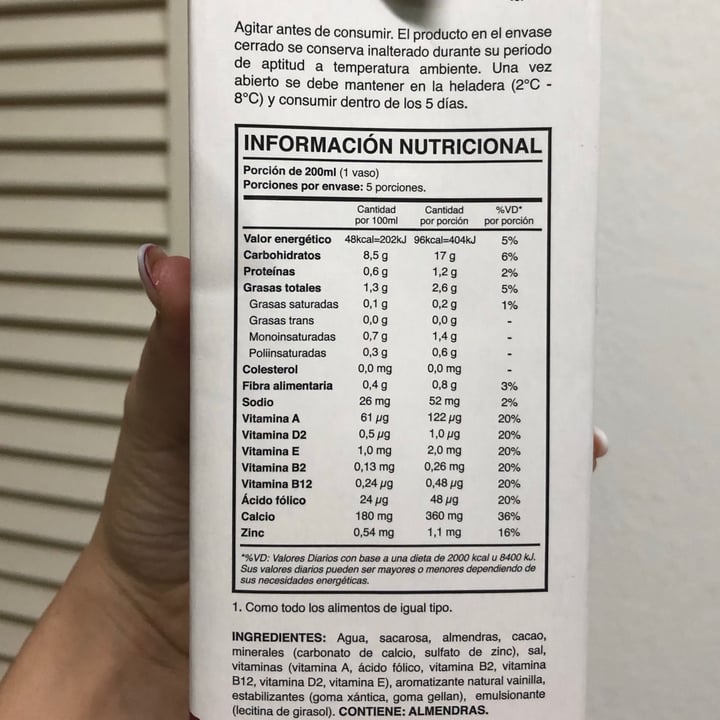 Agitar antes de consumir. El producto en el envase
cerrado se conserva inalterado durante su periodo
de aptitud a temperatura ambiente. Una vez
abierto se debe mantener en la heladera (2°C -
8°C) y consumir dentro de los 5 días.
INFORMACIÓN NUTRICIONAL
Porción de 200ml (1 vaso)
Porciones por envase: 5 porciones.
Cantidad por 100ml Cantidad por porción %VD* por porción
Valor energético 48kcal=202kJ 96kcal=404kJ 5%
Carbohidratos 8,5 g 17 g 6%
Proteínas 0,6 g 1,2 g 2%
Grasas totales 1,3 g 2,6 g 5%
Grasas saturadas 0,1 g 0,2 g 1%
Grasas trans 0,0 g 0,0 g -
Monoinsaturadas 0,7 g 1,4 g -
Poliinsaturadas 0,3 g 0,6 g -
Colesterol 0,0 mg 0,0 mg -
Fibra alimentaria 0,4 g 0,8 g 3%
Sodio 26 mg 52 mg 2%
Vitamina A 61 µg 122 µg 20%
Vitamina D2 0,5 µg 1,0 µg 20%
Vitamina E 1,0 mg 2,0 mg 20%
Vitamina B2 0,13 mg 0,26 mg 20%
Vitamina B12 0,24 µg 0,48 µg 20%
Ácido fólico 24 µg 48 µg 20%
Calcio 180 mg 360 mg 36%
Zinc 0,54 mg 1,1 mg 16%
*%VD: Valores Diarios con base a una dieta de 2000 kcal u 8400 kJ.
Sus valores diarios pueden ser mayores o menores dependiendo de
sus necesidades energéticas.
1. Como todo los alimentos de igual tipo.
INGREDIENTES: Agua, sacarosa, almendras, cacao,
minerales (carbonato de calcio, sulfato de zinc), sal,
vitaminas (vitamina A, ácido fólico, vitamina B2, vitamina
B12, vitamina D2, vitamina E), aromatizante natural vainilla,
estabilizantes (goma xántica, goma gellan), emulsionante
(lecitina de girasol). CONTIENE: ALMENDRAS.